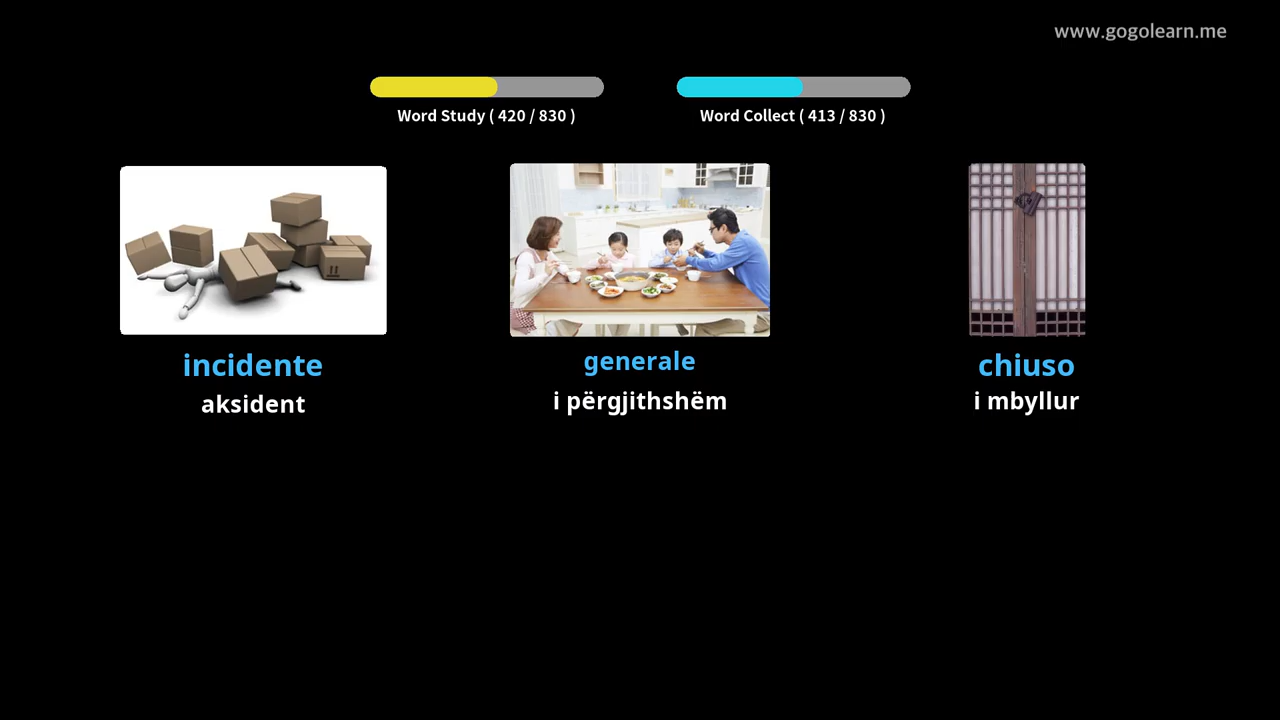 www.gogolearn.me
Word Study ( 420 / 830 )
Word Collect ( 413 / 830 )
incidente
aksident
generale
i përgjithshëm
chiuso
i mbyllur